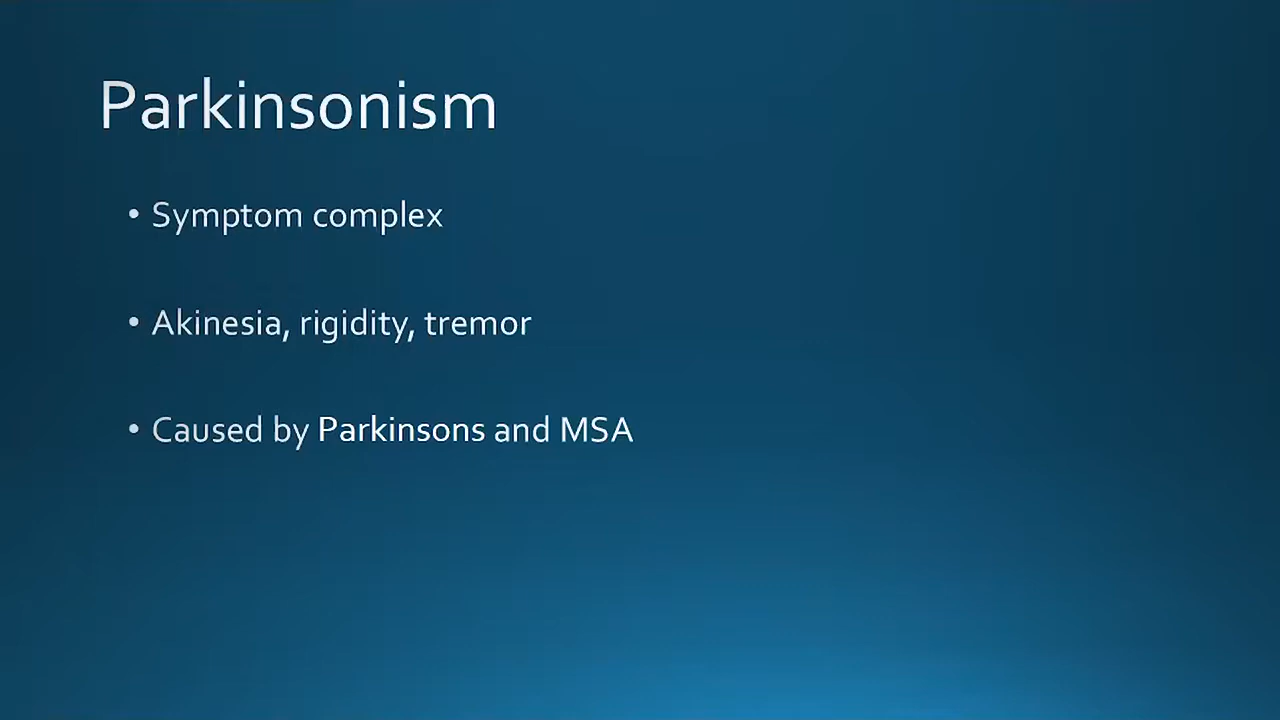 Parkinsonism
• Symptom complex
• Akinesia, rigidity, tremor
• Caused by Parkinsons and MSA